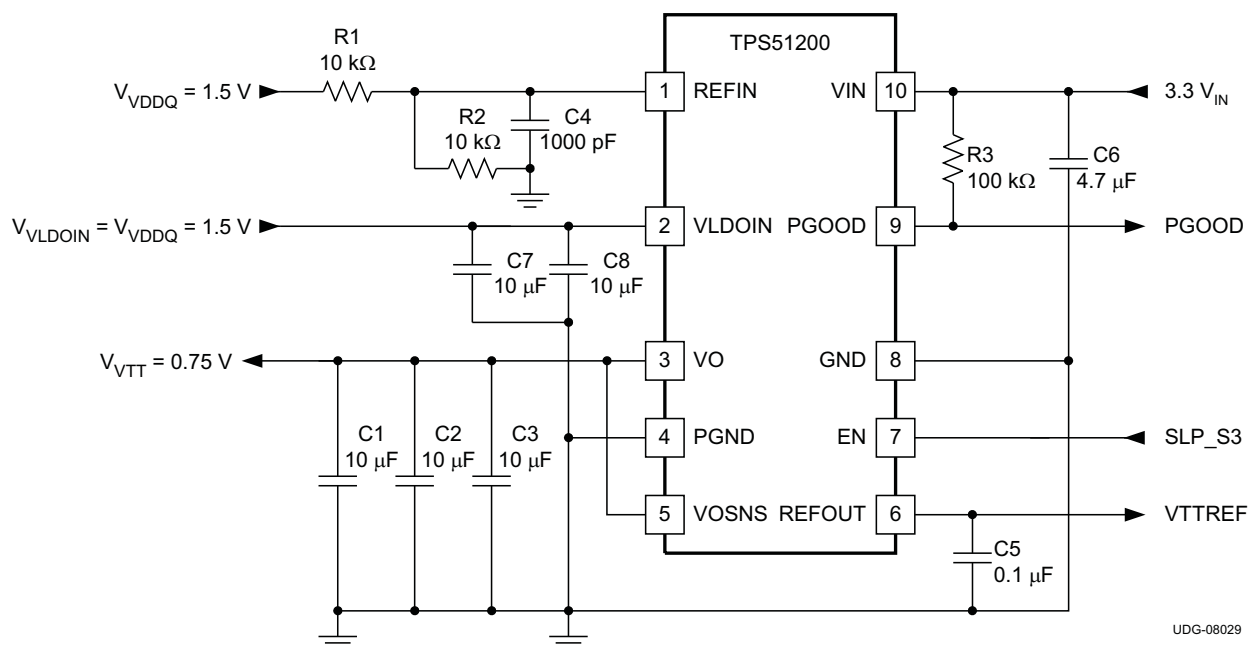 TPS51200
R1
10 kΩ
V_VDDQ = 1.5 V
1
REFIN
VIN
10
3.3 V_IN
R2
10 kΩ
C4
1000 pF
R3
100 kΩ
C6
4.7 μF
V_VLDOIN = V_VDDQ = 1.5 V
2
VLDOIN
PGOOD
9
PGOOD
C7
10 μF
C8
10 μF
V_VTT = 0.75 V
3
VO
GND
8
C1
10 μF
C2
10 μF
C3
10 μF
4
PGND
EN
7
SLP_S3
5
VOSNS
REFOUT
6
VTTREF
C5
0.1 μF
UDG-08029